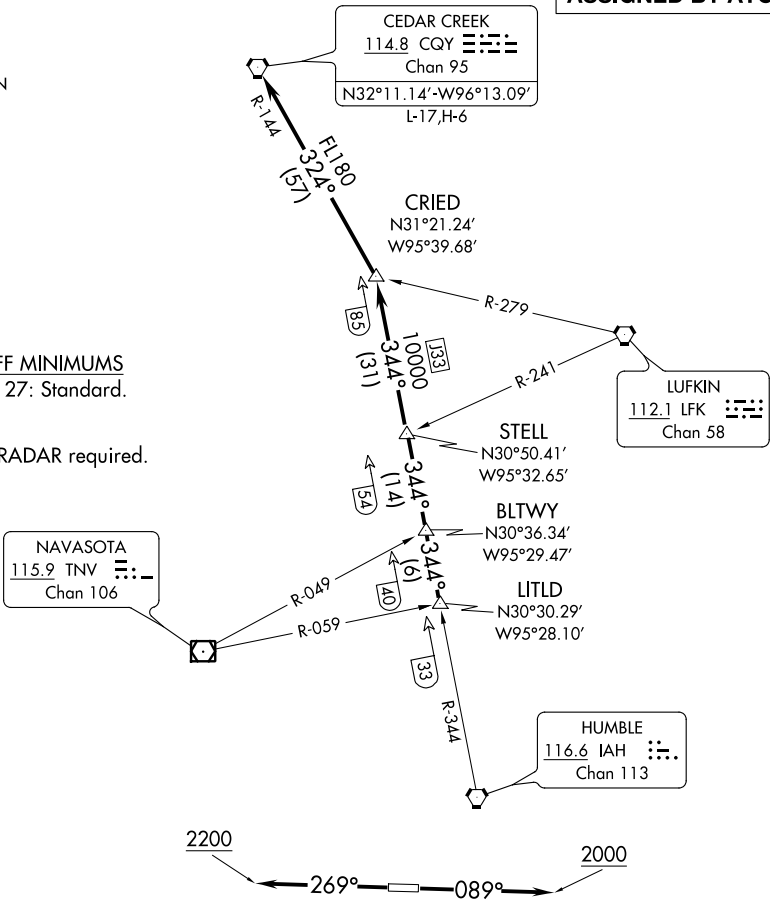 CEDAR CREEK
114.8 CQY
Chan 95
N32°11.14'-W96°13.09'
L-17,H-6
N
R-144
FL180
324°
(57)
CRIED
N31°21.24'
W95°39.68'
85
R-279
J33
10000
344°
(31)
R-241
LUFKIN
112.1 LFK
Chan 58
FF MINIMUMS
27: Standard.
RADAR required.
STELL
N30°50.41'
W95°32.65'
54
344°
(14)
BLTWY
N30°36.34'
W95°29.47'
NAVASOTA
115.9 TNV
Chan 106
R-049
40
344°
(6)
LITLD
N30°30.29'
W95°28.10'
R-059
33
R-344
HUMBLE
116.6 IAH
Chan 113
2200
2000
269°
089°